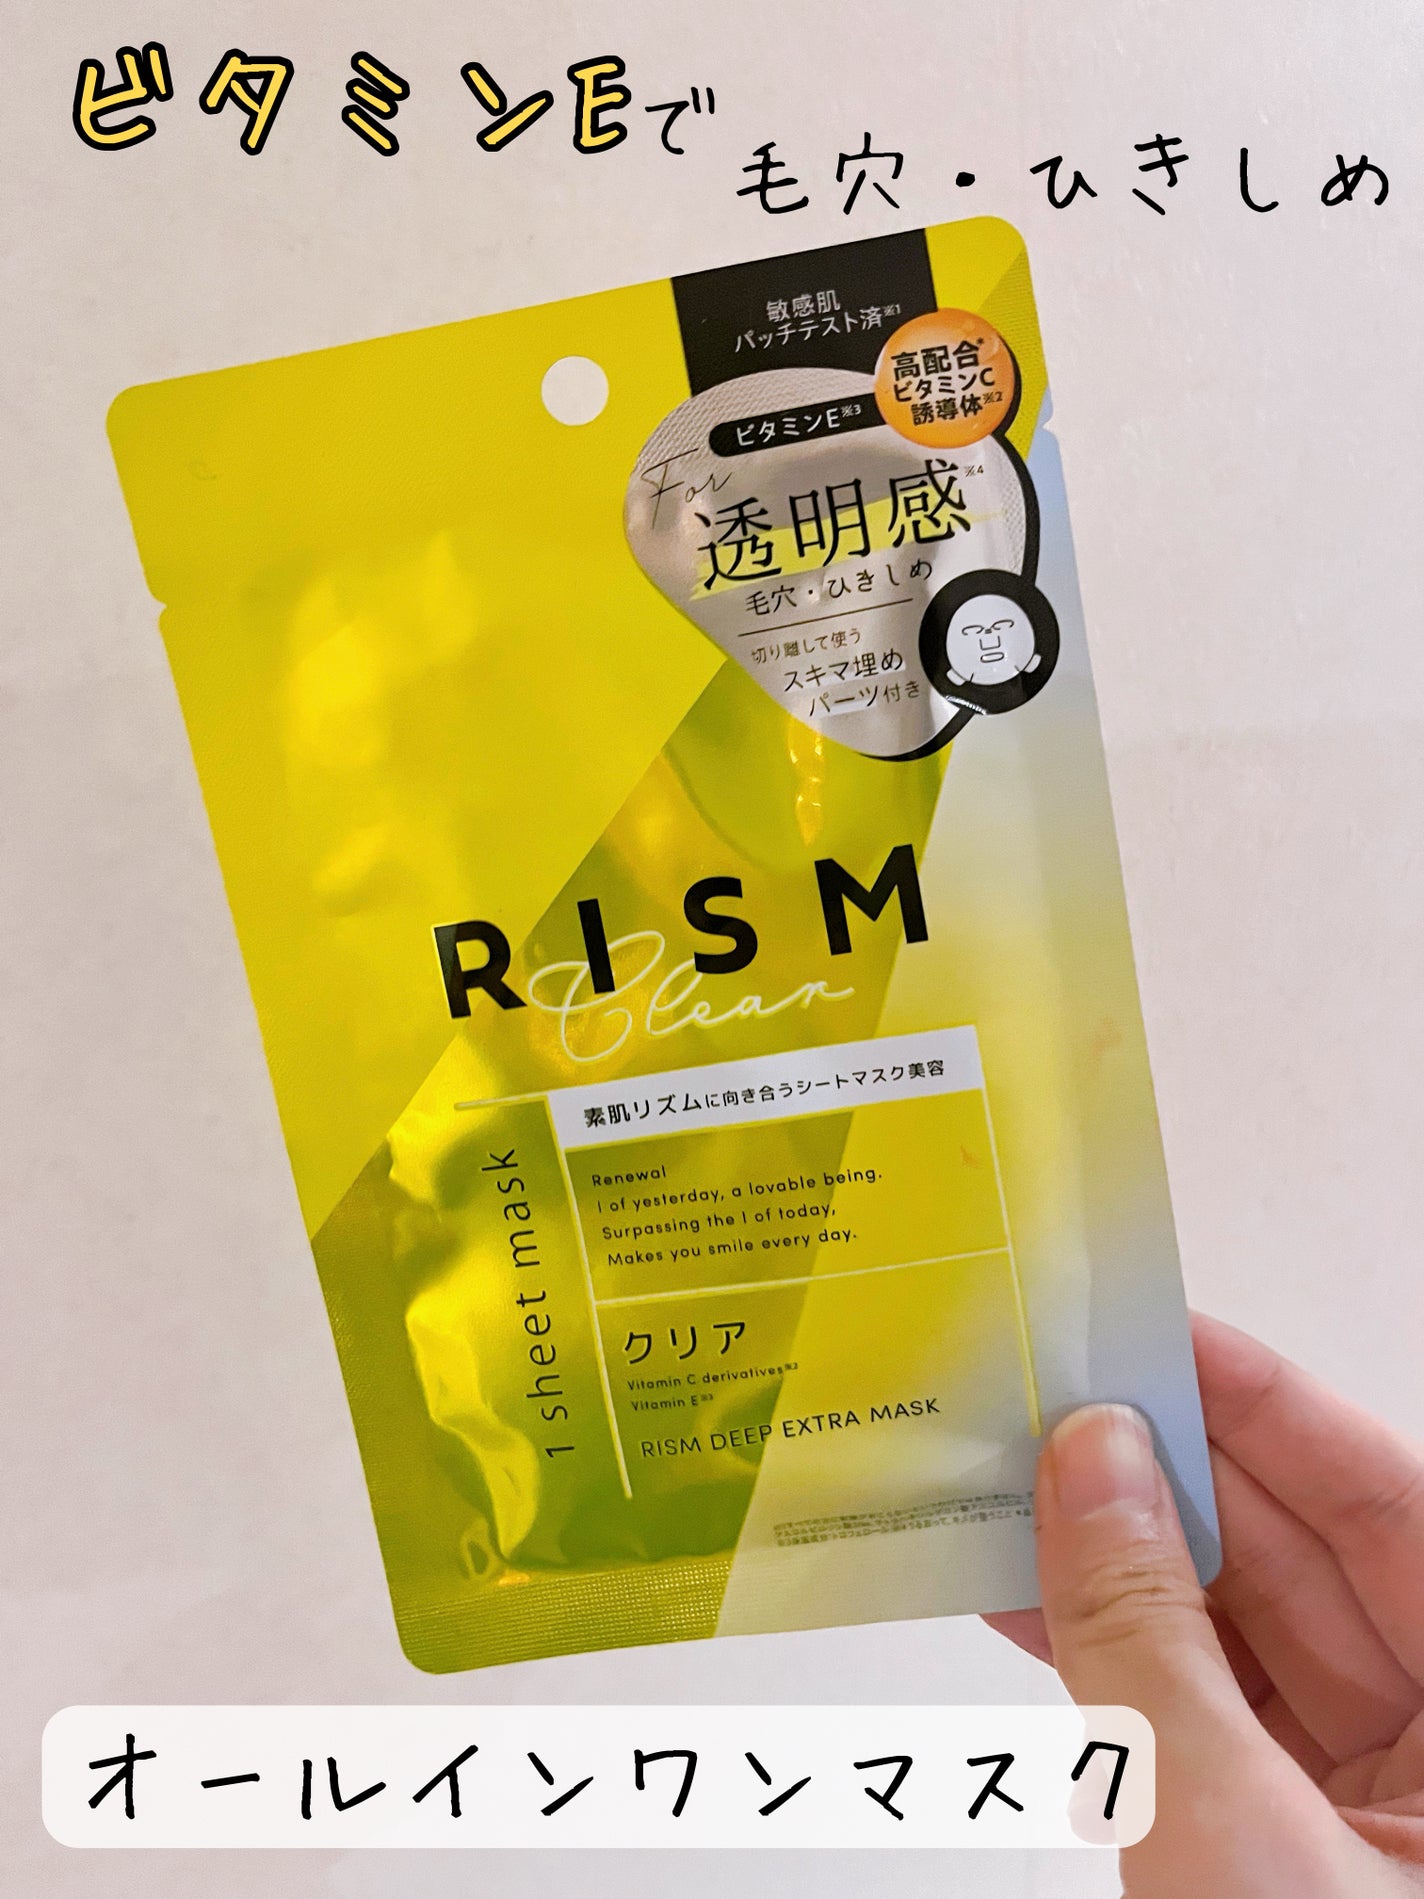 ビタミンEで
毛穴・ひきしめ
敏感肌
パッチテスト済※1
高配合*
ビタミンC
誘導体※2
ビタミンE※3
For
透明感※4
毛穴・ひきしめ
切り離して使う
スキマ埋め
パーツ付き
RISM
Clear
素肌リズムに向き合うシートマスク美容
1 sheet mask
Renewal
I of yesterday, a lovable being.
Surpassing the I of today,
Makes you smile every day.
クリア
Vitamin C derivatives※2
Vitamin E※3
RISM DEEP EXTRA MASK
オールインワンマスク